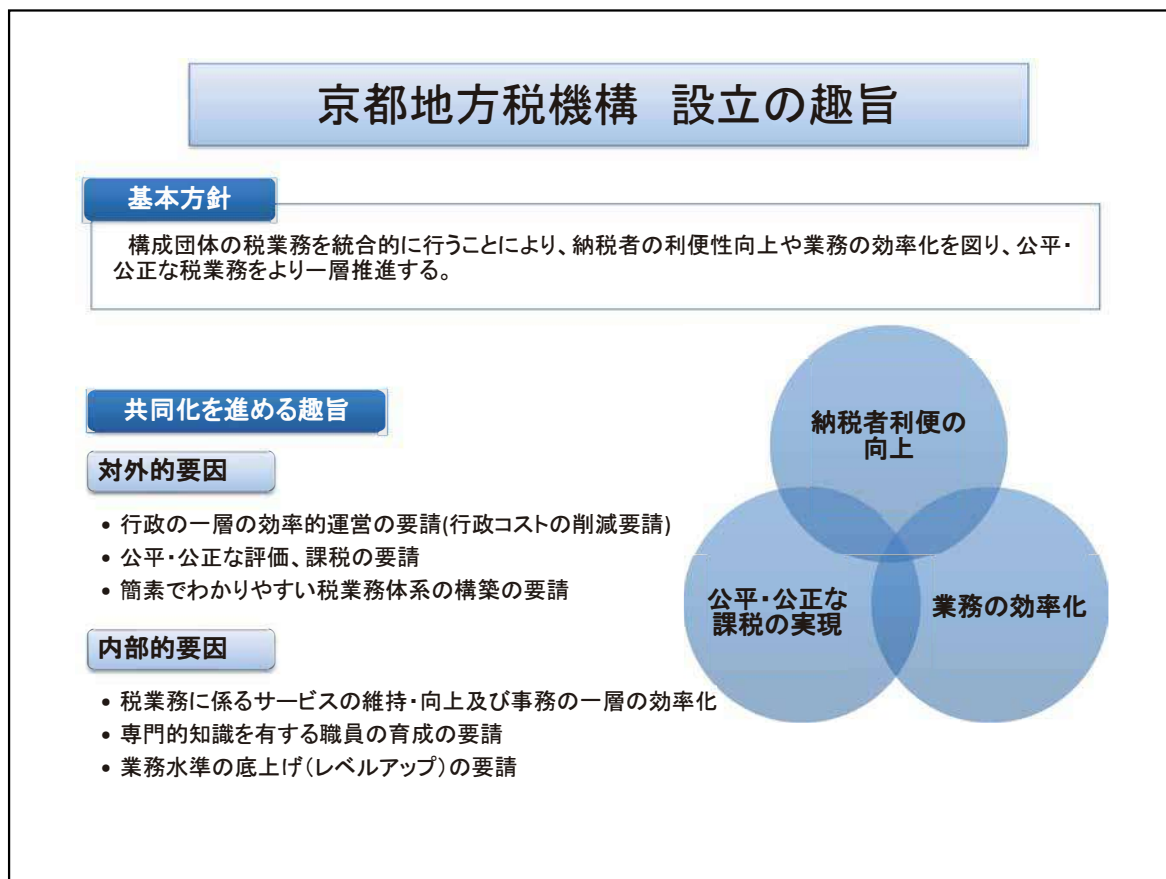 京都地方税機構　設立の趣旨
基本方針
構成団体の税業務を統合的に行うことにより、納税者の利便性向上や業務の効率化を図り、公平・
公正な税業務をより一層推進する。
共同化を進める趣旨
対外的要因
• 行政の一層の効率的運営の要請(行政コストの削減要請)
• 公平・公正な評価、課税の要請
• 簡素でわかりやすい税業務体系の構築の要請
内部的要因
• 税業務に係るサービスの維持・向上及び事務の一層の効率化
• 専門的知識を有する職員の育成の要請
• 業務水準の底上げ（レベルアップ）の要請
納税者利便の
向上
公平・公正な
課税の実現
業務の効率化